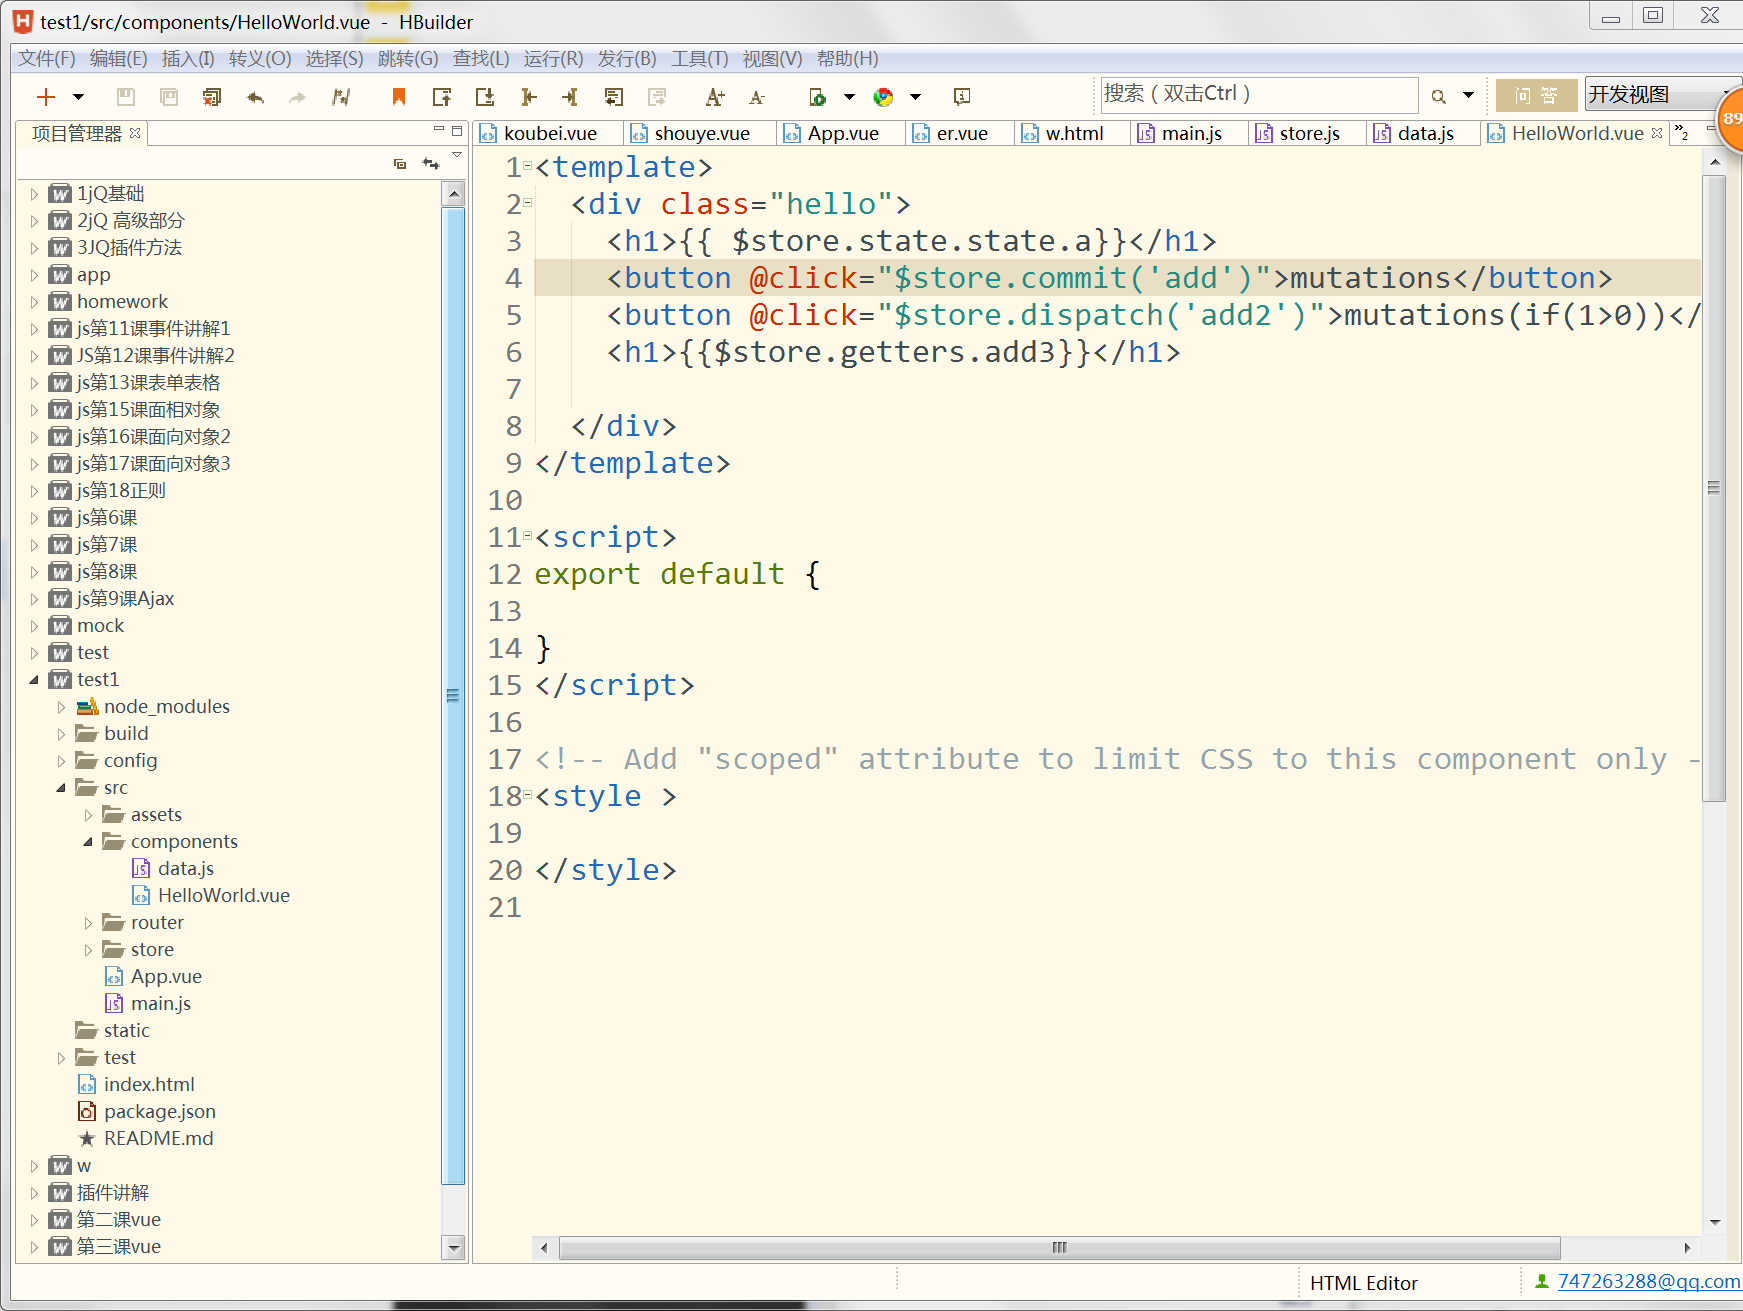 test1/src/components/HelloWorld.vue - HBuilder
文件(F) 编辑(E) 插入(I) 转义(O) 选择(S) 跳转(G) 查找(L) 运行(R) 发行(B) 工具(T) 视图(V) 帮助(H)
搜索(双击Ctrl)
问 答
开发视图
89
项目管理器
koubei.vue shouye.vue App.vue er.vue w.html main.js store.js data.js HelloWorld.vue »2
1jQ基础
2jQ 高级部分
3JQ插件方法
app
homework
js第11课事件讲解1
JS第12课事件讲解2
js第13课表单表格
js第15课面相对象
js第16课面向对象2
js第17课面向对象3
js第18正则
js第6课
js第7课
js第8课
js第9课Ajax
mock
test
test1
node_modules
build
config
src
assets
components
data.js
HelloWorld.vue
router
store
App.vue
main.js
static
test
index.html
package.json
README.md
w
插件讲解
第二课vue
第三课vue
1 <template>
2 <div class="hello">
3 <h1>{{ $store.state.state.a}}</h1>
4 <button @click="$store.commit('add')">mutations</button>
5 <button @click="$store.dispatch('add2')">mutations(if(1>0))</
6 <h1>{{$store.getters.add3}}</h1>
7
8 </div>
9 </template>
10
11 <script>
12 export default {
13
14 }
15 </script>
16
17 <!-- Add "scoped" attribute to limit CSS to this component only -
18 <style >
19
20 </style>
21
HTML Editor
747263288@qq.com